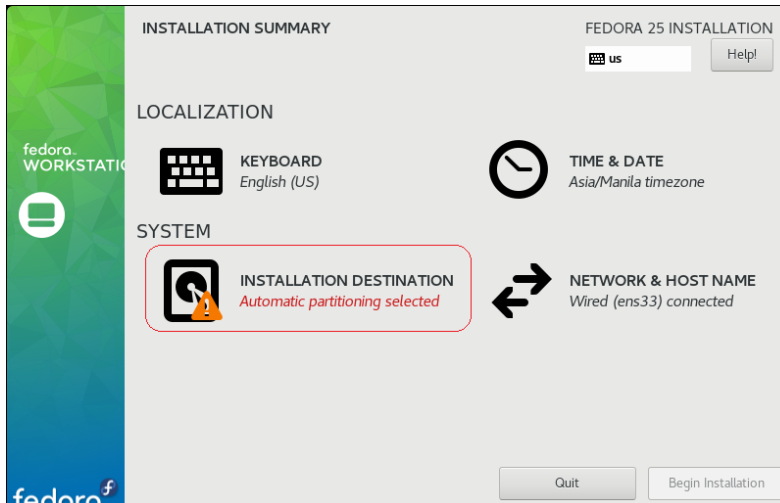 INSTALLATION SUMMARY
FEDORA 25 INSTALLATION
us
Help!
LOCALIZATION
fedora
WORKSTATIO
KEYBOARD
English (US)
TIME & DATE
Asia/Manila timezone
SYSTEM
INSTALLATION DESTINATION
Automatic partitioning selected
NETWORK & HOST NAME
Wired (ens33) connected
Quit
Begin Installation
fedora